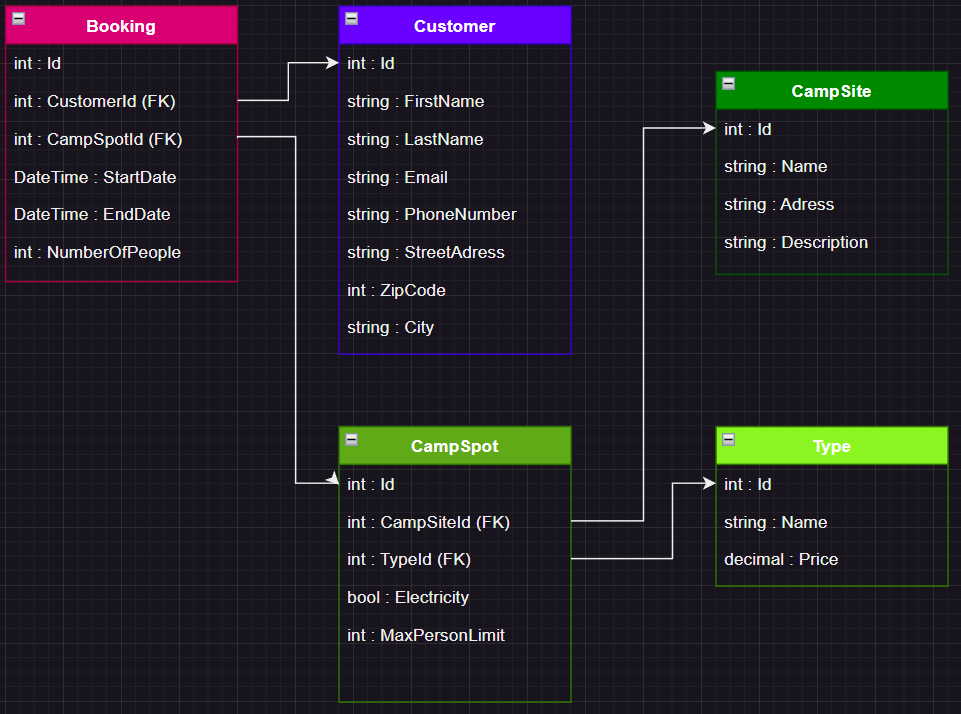 Booking
int : Id
int : CustomerId (FK)
int : CampSpotId (FK)
DateTime : StartDate
DateTime : EndDate
int : NumberOfPeople
Customer
int : Id
string : FirstName
string : LastName
string : Email
string : PhoneNumber
string : StreetAdress
int : ZipCode
string : City
CampSite
int : Id
string : Name
string : Adress
string : Description
CampSpot
int : Id
int : CampSiteId (FK)
int : TypeId (FK)
bool : Electricity
int : MaxPersonLimit
Type
int : Id
string : Name
decimal : Price